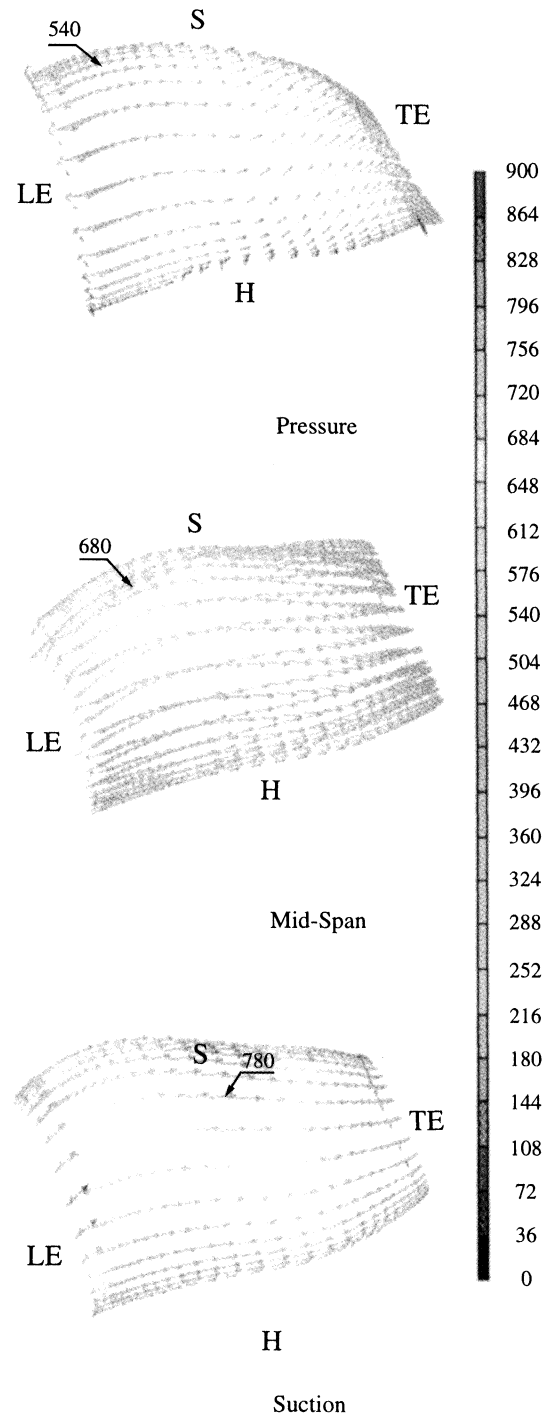 S
540
TE
LE
H
Pressure
S
680
TE
LE
H
Mid-Span
S
780
TE
LE
H
Suction
900
864
828
796
756
720
684
648
612
576
540
504
468
432
396
360
324
288
252
216
180
144
108
72
36
0